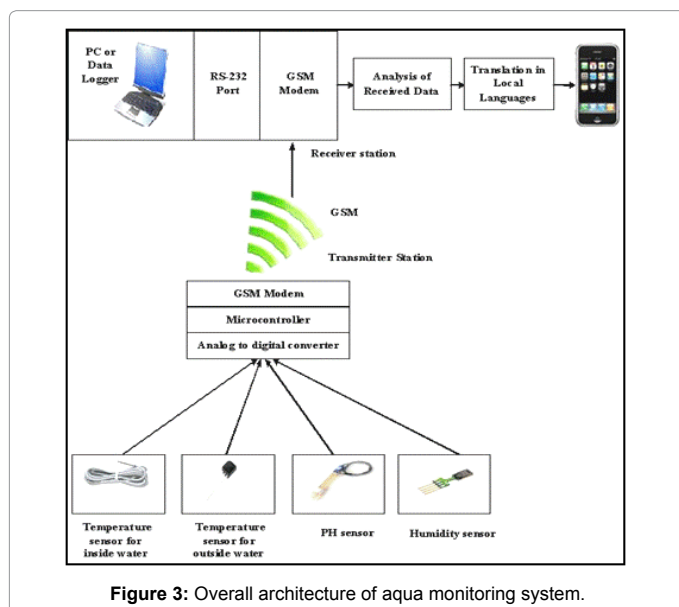 PC or
Data
Logger
RS-232
Port
GSM
Modem
Analysis of
Received Data
Translation in
Local
Languages
Receiver station
GSM
Transmitter Station
GSM Modem
Microcontroller
Analog to digital converter
Temperature
sensor for
inside water
Temperature
sensor for
outside water
PH sensor
Humidity sensor
Figure 3: Overall architecture of aqua monitoring system.